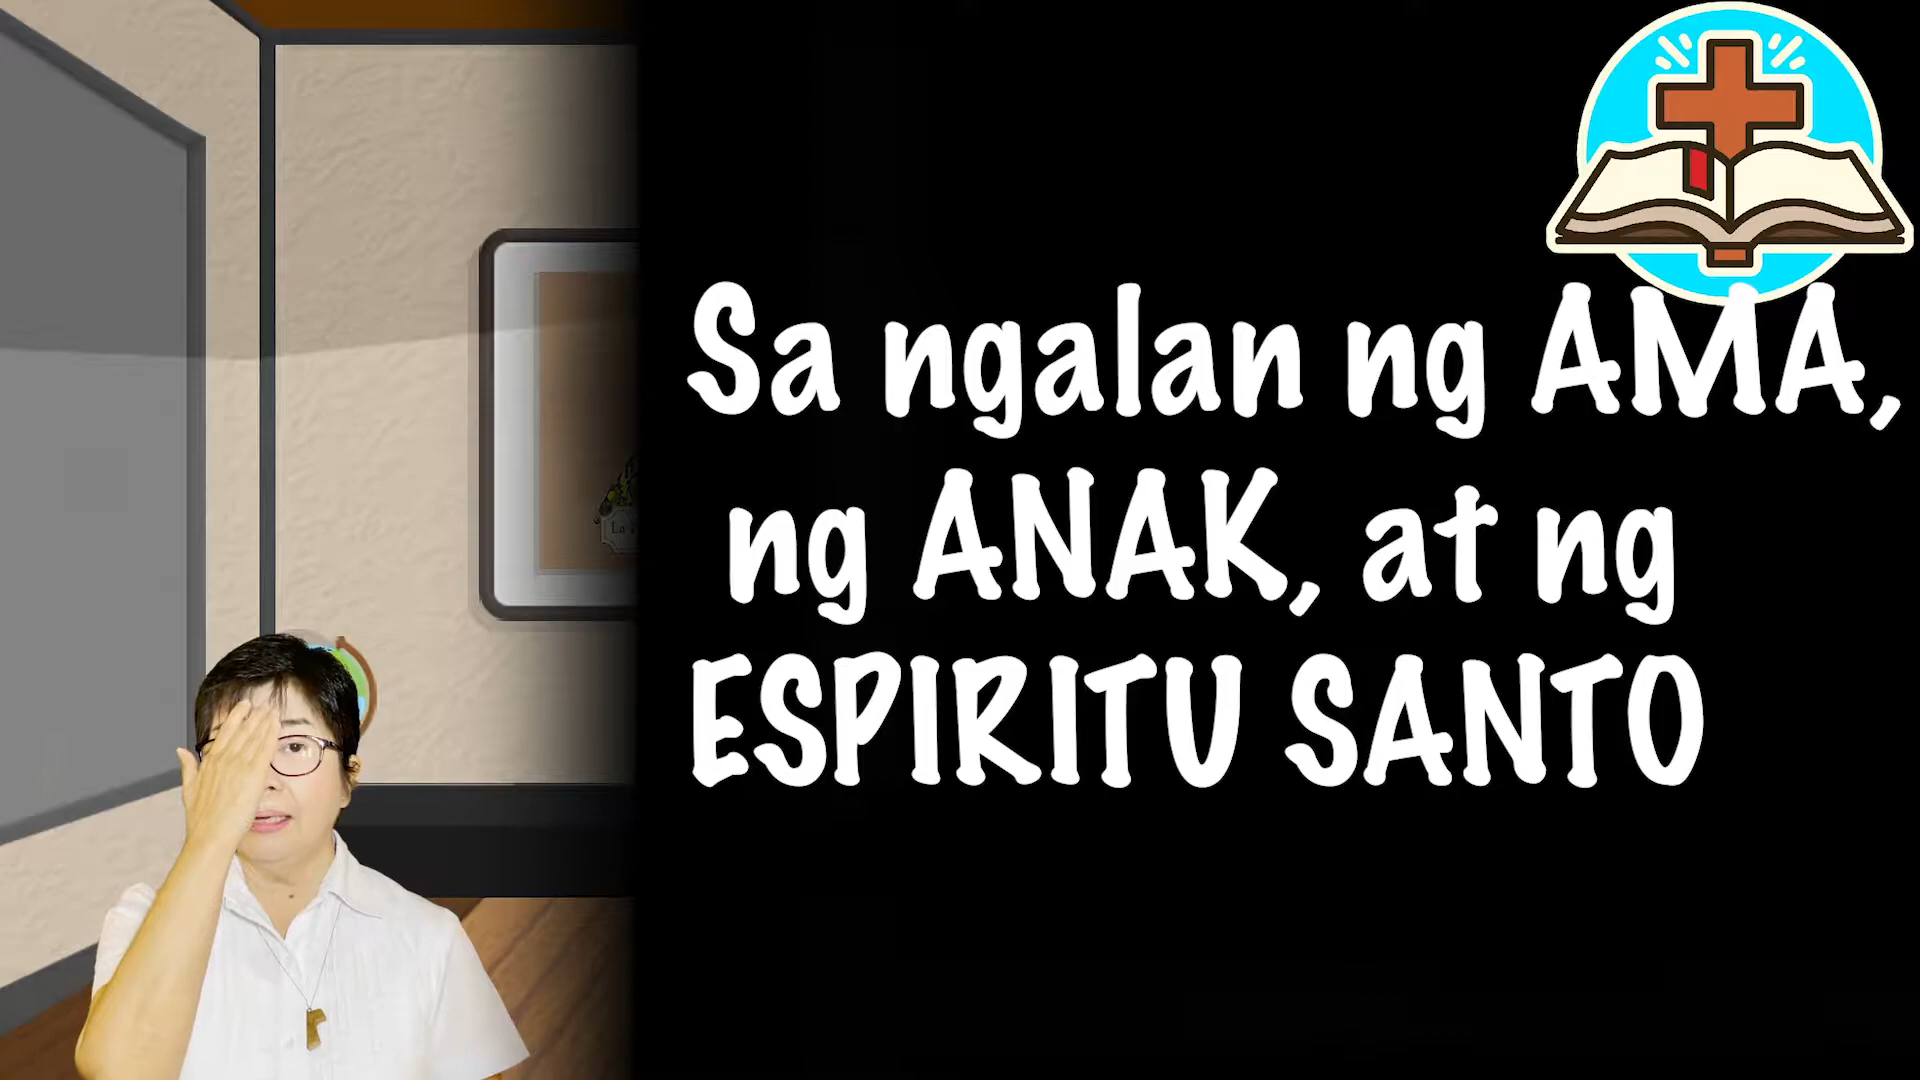 Sa ngalan ng AMA,
ng ANAK, at ng
ESPIRITU SANTO